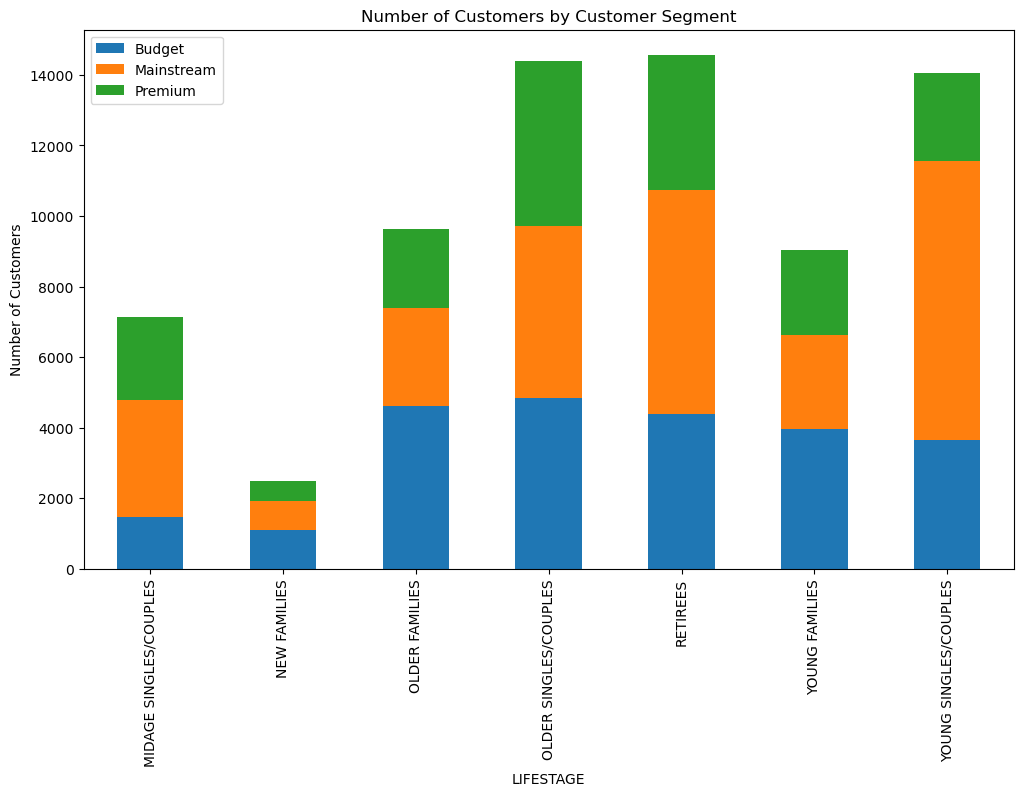 Number of Customers by Customer Segment
Budget
Mainstream
Premium
Number of Customers
14000
12000
10000
8000
6000
4000
2000
0
MIDAGE SINGLES/COUPLES
NEW FAMILIES
OLDER FAMILIES
OLDER SINGLES/COUPLES
RETIREES
YOUNG FAMILIES
YOUNG SINGLES/COUPLES
LIFESTAGE